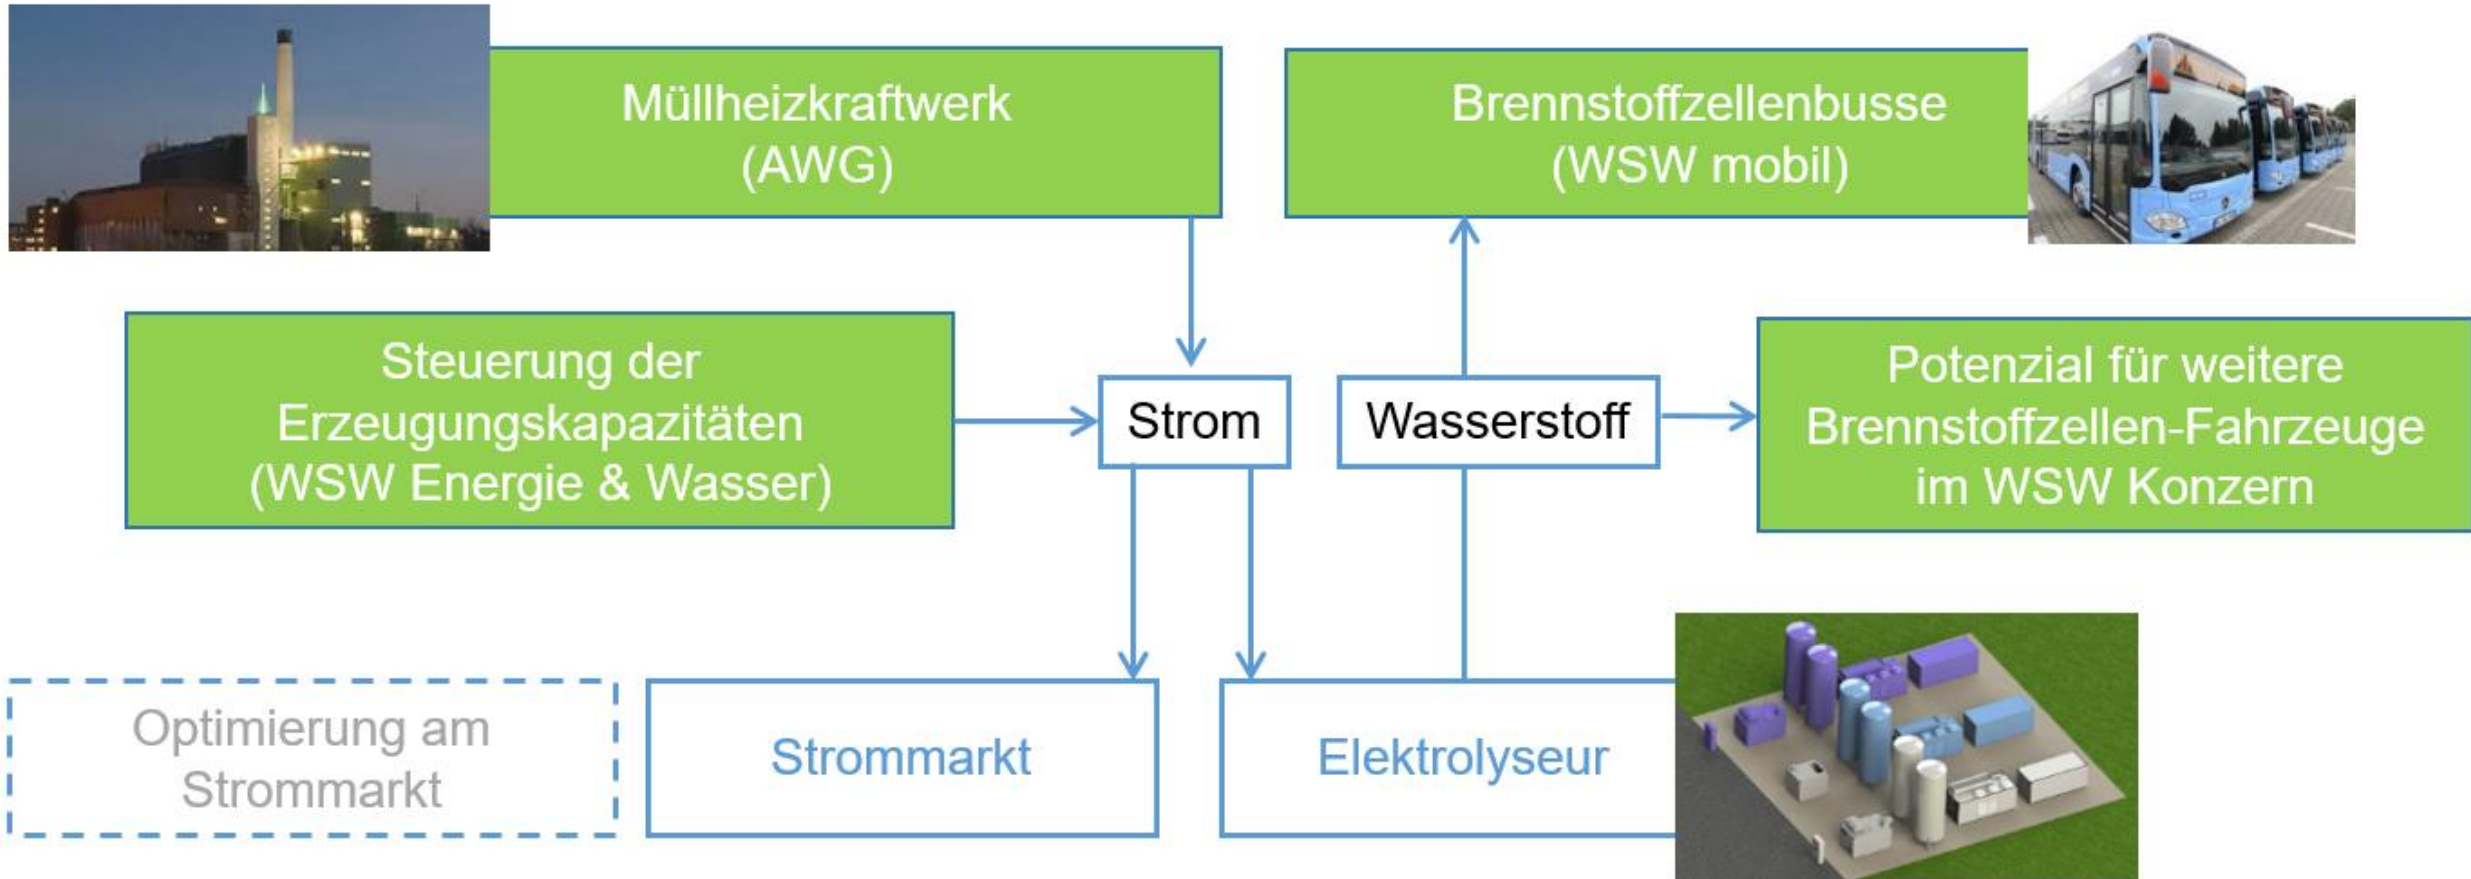 Müllheizkraftwerk
(AWG)
Brennstoffzellenbusse
(WSW mobil)
Steuerung der
Erzeugungskapazitäten
(WSW Energie & Wasser)
Strom
Wasserstoff
Potenzial für weitere
Brennstoffzellen-Fahrzeuge
im WSW Konzern
Optimierung am
Strommarkt
Strommarkt
Elektrolyseur